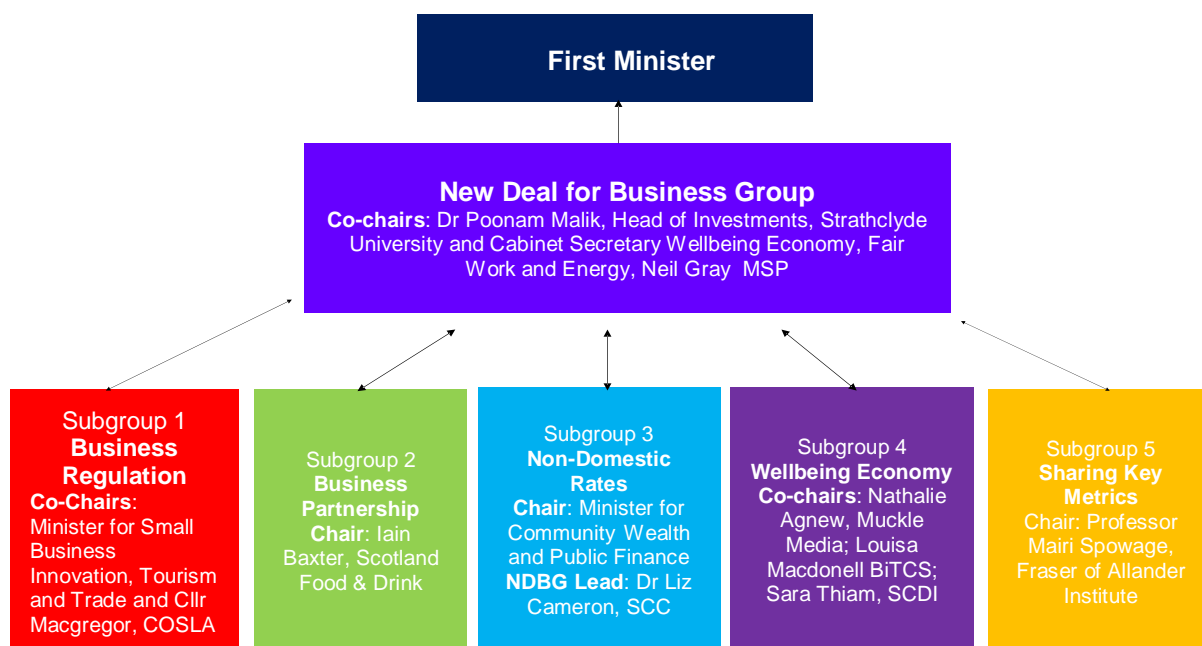 First Minister
New Deal for Business Group
Co-chairs: Dr Poonam Malik, Head of Investments, Strathclyde
University and Cabinet Secretary Wellbeing Economy, Fair
Work and Energy, Neil Gray MSP
Subgroup 1
Business
Regulation
Co-Chairs:
Minister for Small
Business
Innovation, Tourism
and Trade and Cllr
Macgregor, COSLA
Subgroup 2
Business
Partnership
Chair: Iain
Baxter, Scotland
Food & Drink
Subgroup 3
Non-Domestic
Rates
Chair: Minister for
Community Wealth
and Public Finance
NDBG Lead: Dr Liz
Cameron, SCC
Subgroup 4
Wellbeing Economy
Co-chairs: Nathalie
Agnew, Muckle
Media; Louisa
Macdonell BiTCS;
Sara Thiam, SCDI
Subgroup 5
Sharing Key
Metrics
Chair: Professor
Mairi Spowage,
Fraser of Allander
Institute